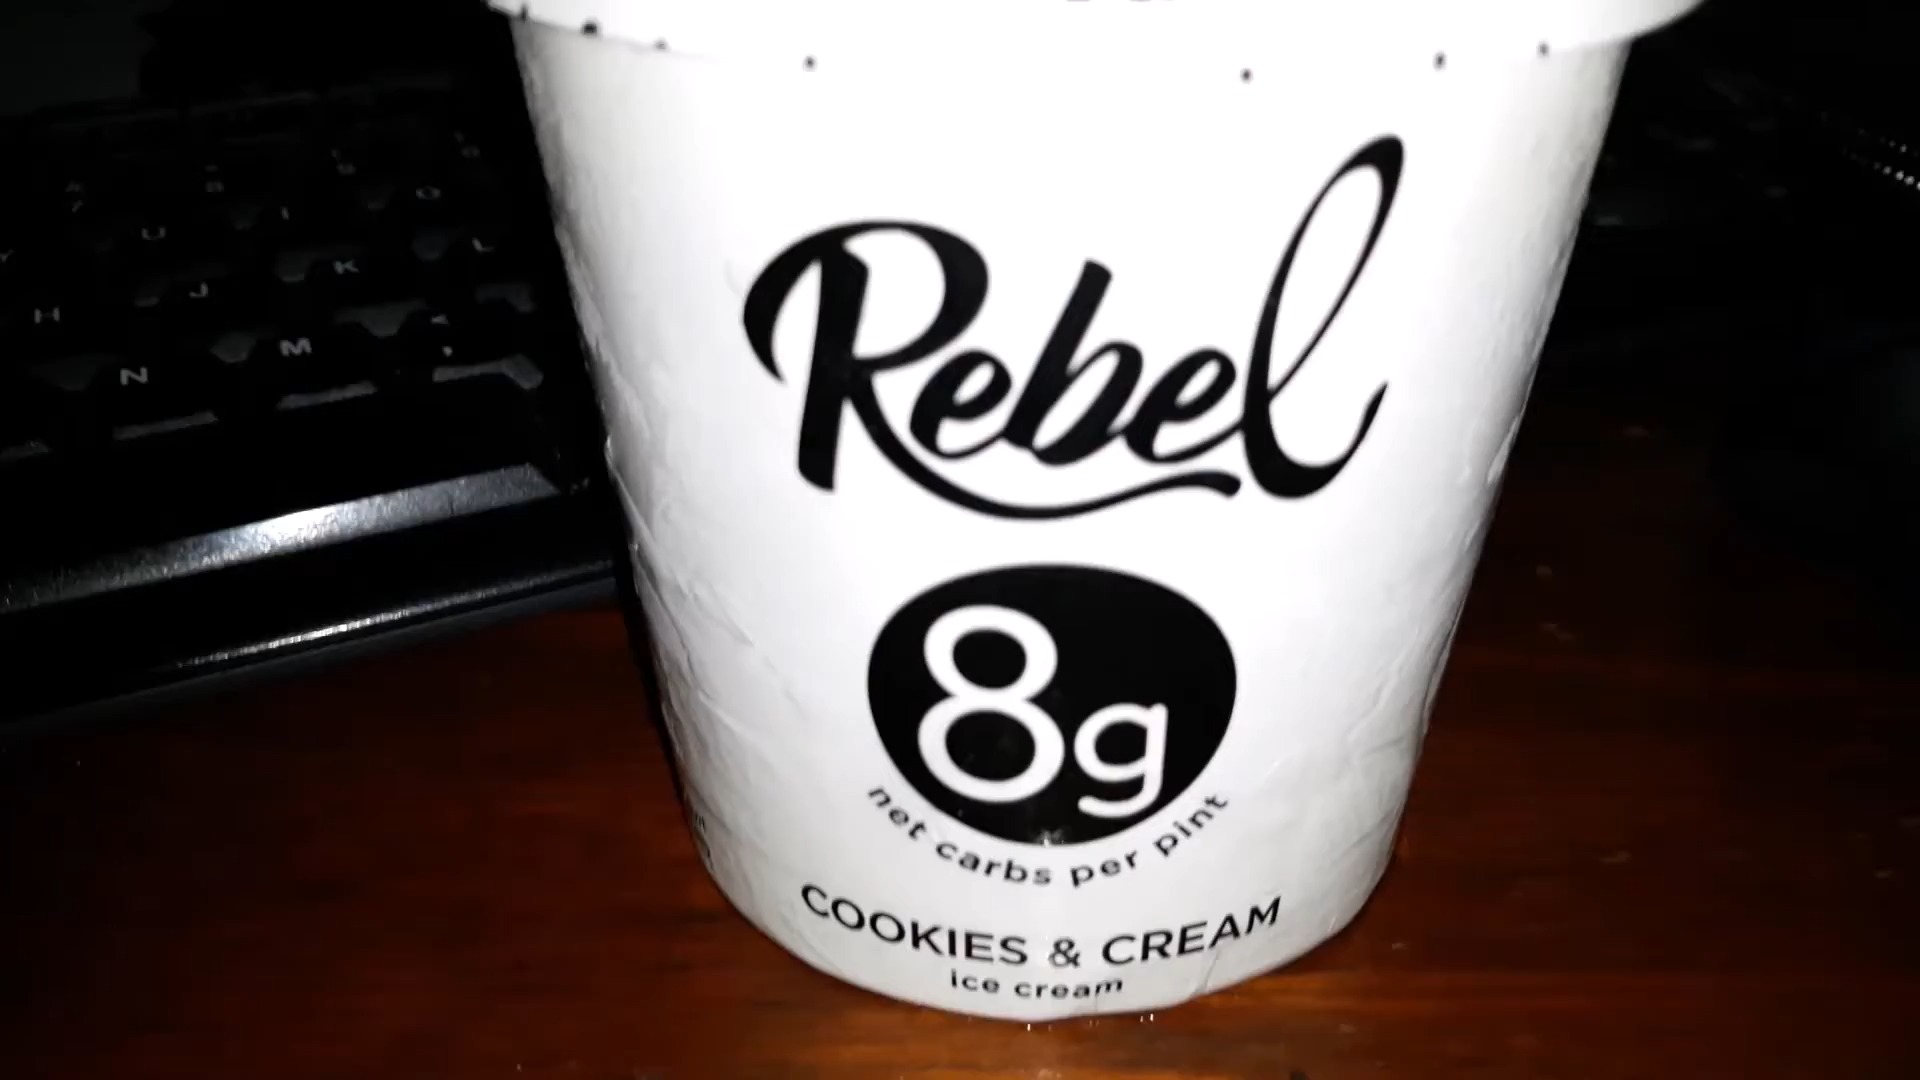 Rebel
8g
net carbs per pint
COOKIES & CREAM
ice cream
U I O
H J K L
N M